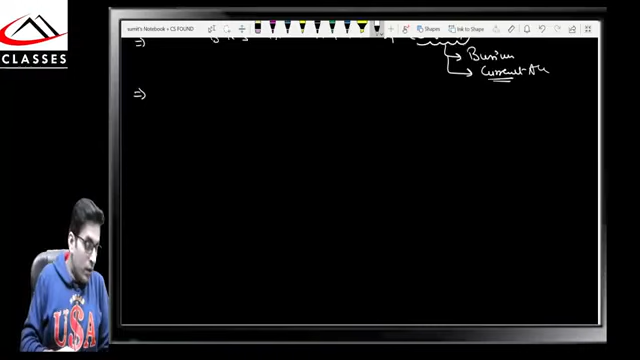 CLASSES
sumit's Notebook » CS FOUND
Shapes
Ink to Shape
⇒
→ Business
→ Current A/c
⇒
USA